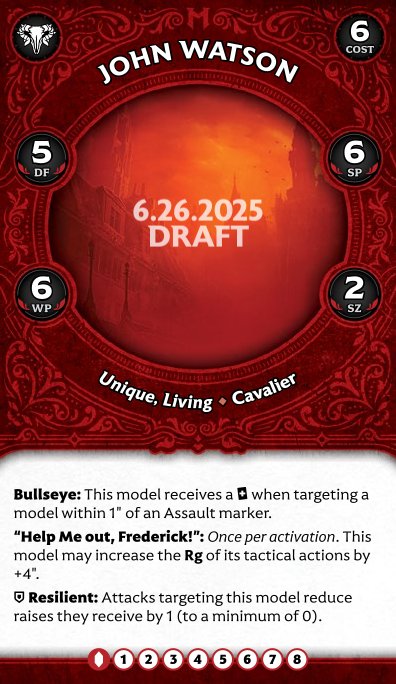 JOHN WATSON
6
COST
5
DF
6
SP
6.26.2025
DRAFT
6
WP
2
SZ
Unique, Living • Cavalier
Bullseye: This model receives a when targeting a
model within 1" of an Assault marker.
“Help Me out, Frederick!”: Once per activation. This
model may increase the Rg of its tactical actions by
+4".
Resilient: Attacks targeting this model reduce
raises they receive by 1 (to a minimum of 0).
1 2 3 4 5 6 7 8